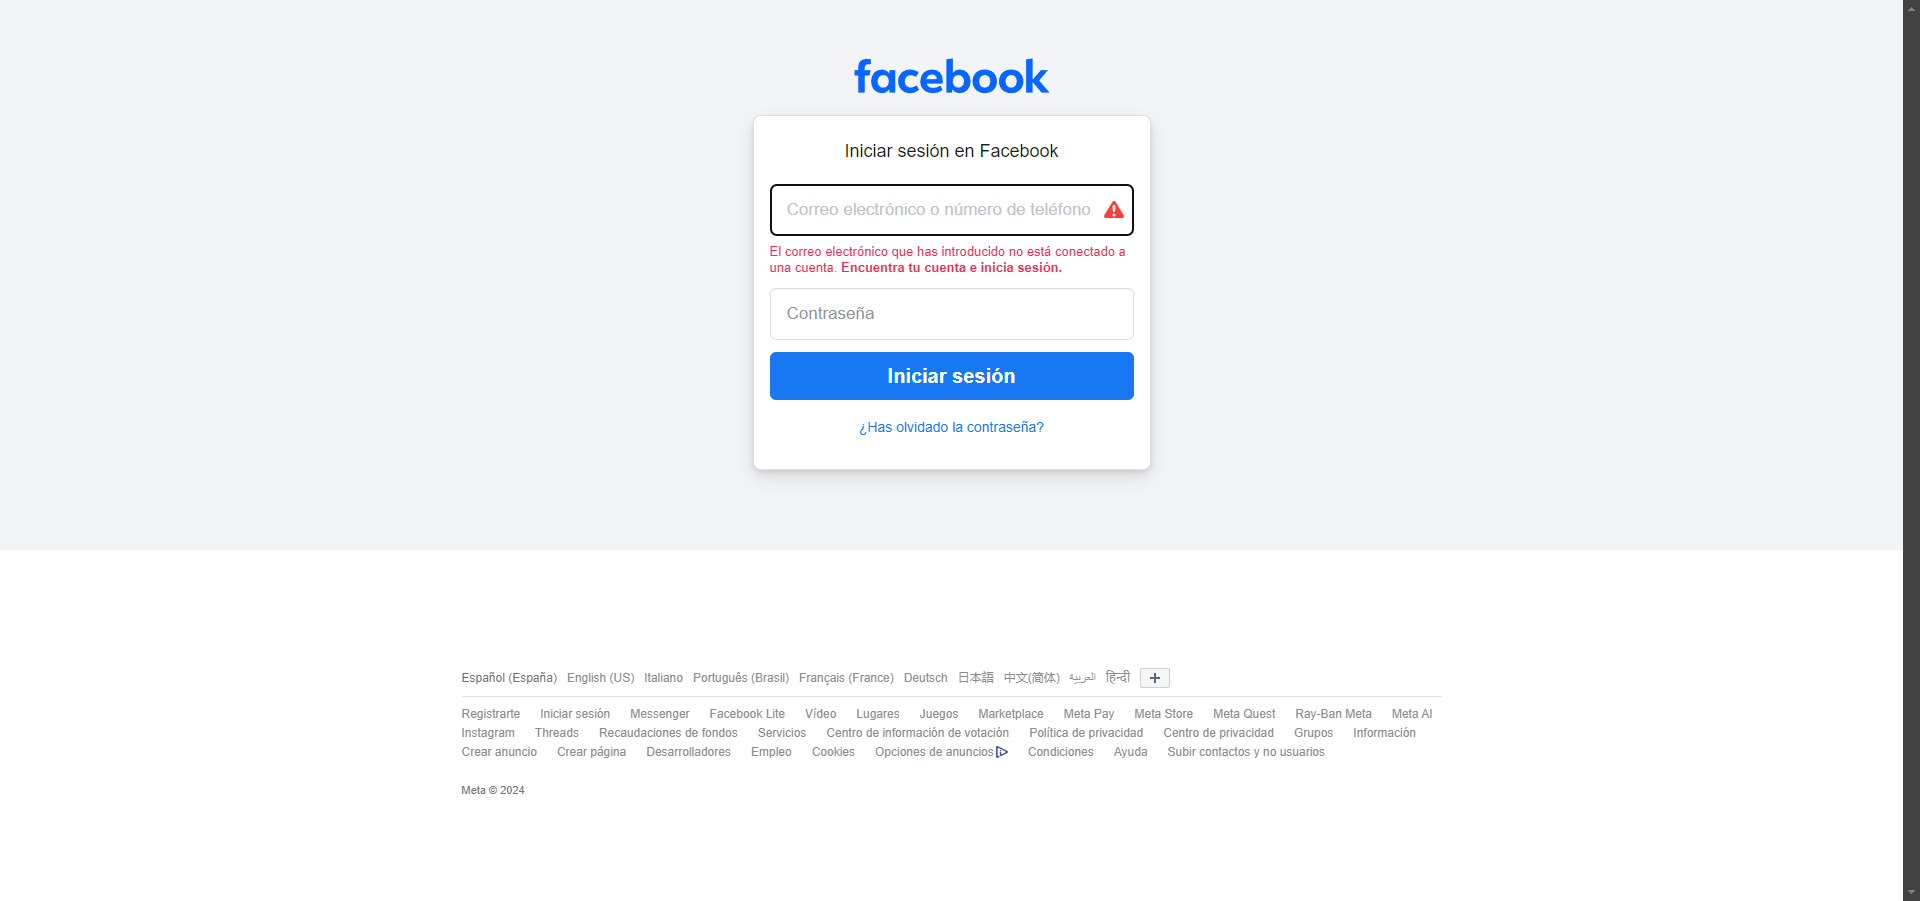 facebook
Iniciar sesión en Facebook
Correo electrónico o número de teléfono
El correo electrónico que has introducido no está conectado a
una cuenta. Encuentra tu cuenta e inicia sesión.
Contraseña
Iniciar sesión
¿Has olvidado la contraseña?
Español (España) English (US) Italiano Português (Brasil) Français (France) Deutsch 日本語 中文(简体) العربية हिन्दी
Registrarte Iniciar sesión Messenger Facebook Lite Vídeo Lugares Juegos Marketplace Meta Pay Meta Store Meta Quest Ray-Ban Meta Meta AI
Instagram Threads Recaudaciones de fondos Servicios Centro de información de votación Política de privacidad Centro de privacidad Grupos Información
Crear anuncio Crear página Desarrolladores Empleo Cookies Opciones de anuncios Condiciones Ayuda Subir contactos y no usuarios
Meta © 2024